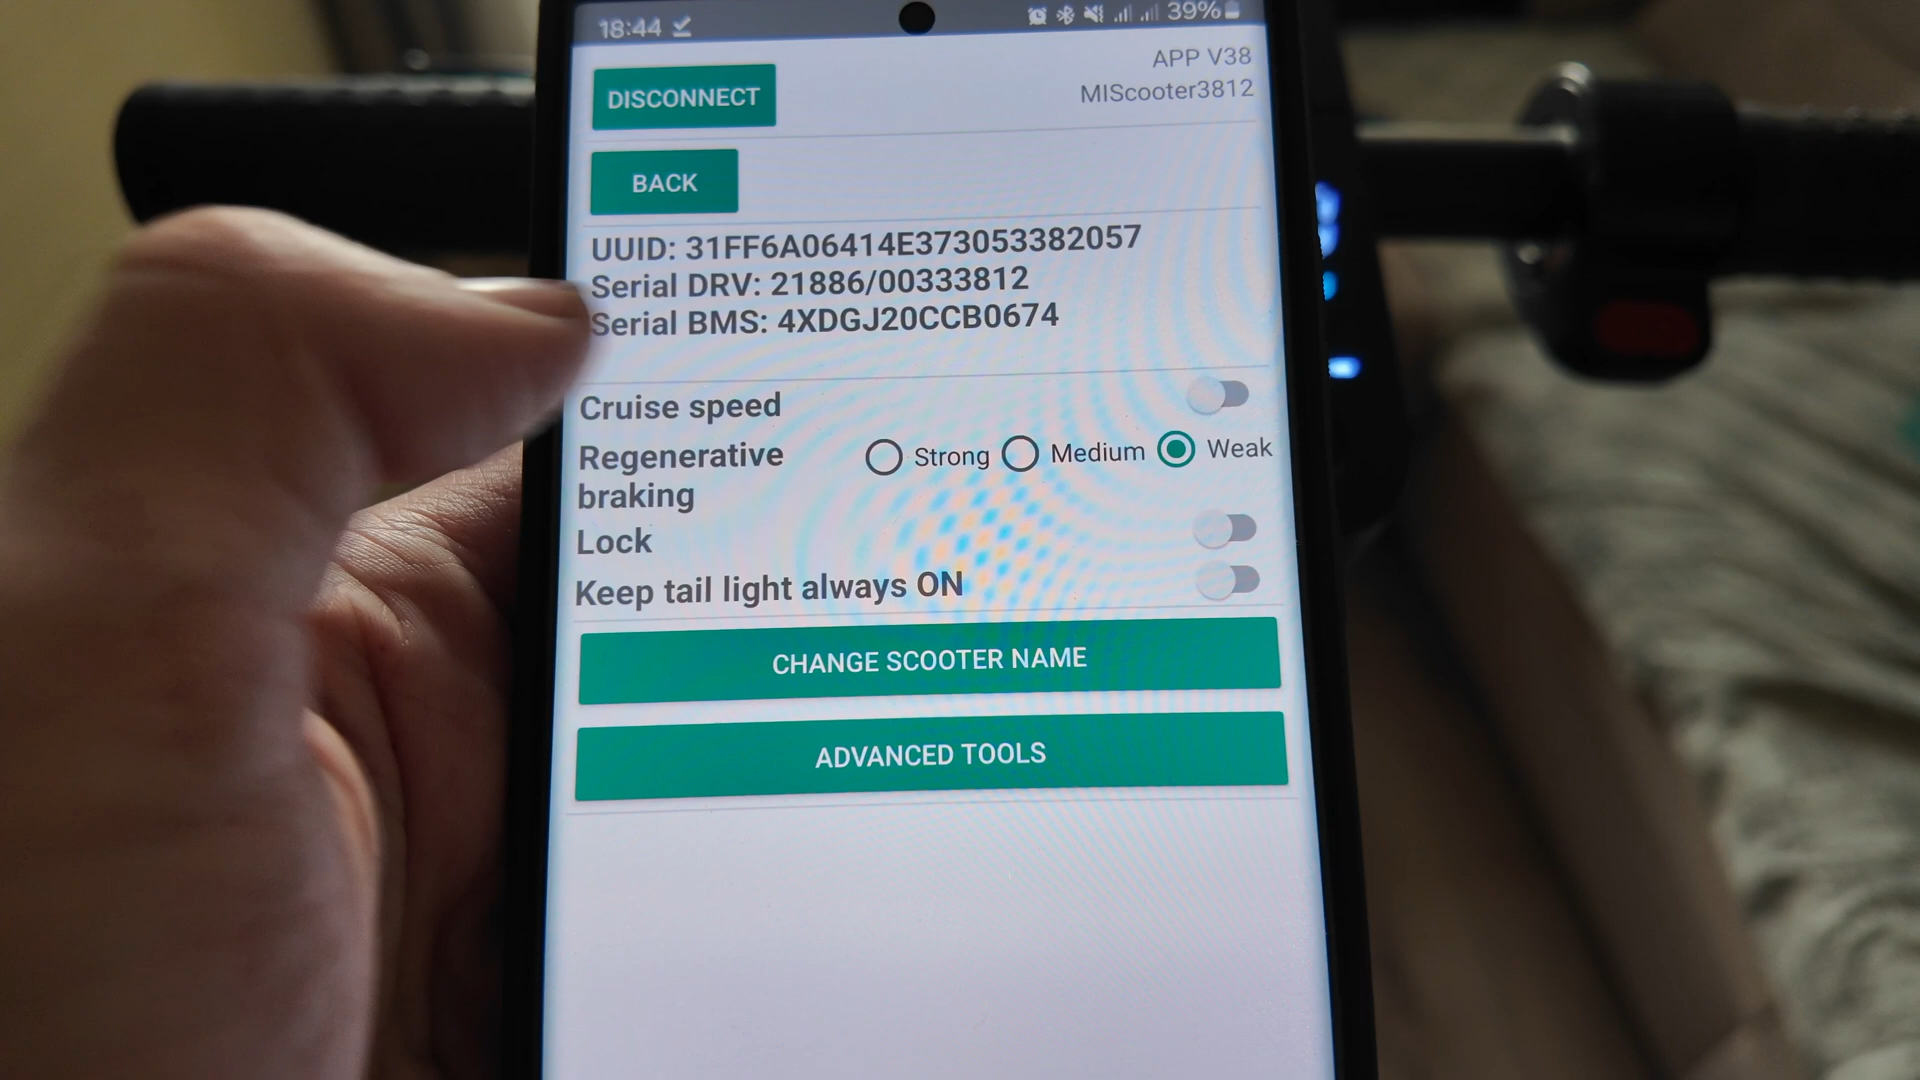 18:44
39%
APP V38
DISCONNECT
MIScooter3812
BACK
UUID: 31FF6A06414E373053382057
Serial DRV: 21886/00333812
Serial BMS: 4XDGJ20CCB0674
Cruise speed
Regenerative braking
Strong Medium Weak
Lock
Keep tail light always ON
CHANGE SCOOTER NAME
ADVANCED TOOLS